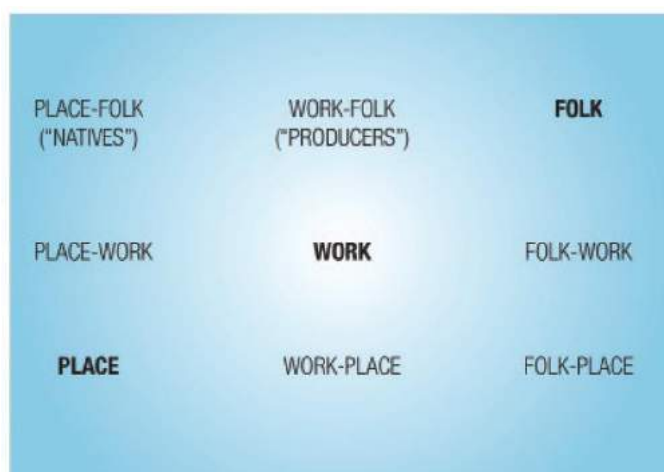 PLACE-FOLK WORK-FOLK FOLK
("NATIVES") ("PRODUCERS")
PLACE-WORK WORK FOLK-WORK
PLACE WORK-PLACE FOLK-PLACE